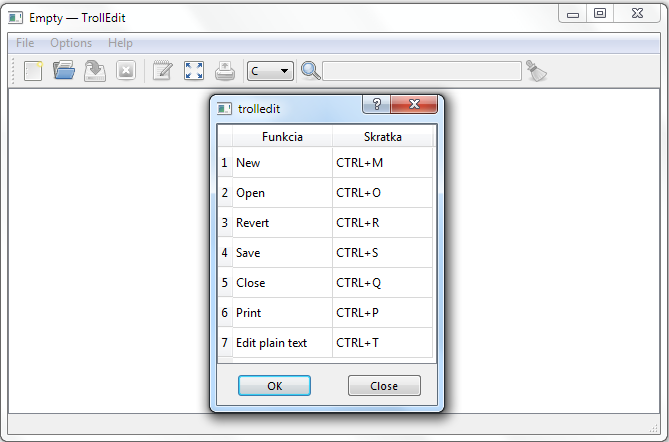 Empty — TrollEdit
File Options Help
C
trolledit
Funkcia Skratka
1 New CTRL+M
2 Open CTRL+O
3 Revert CTRL+R
4 Save CTRL+S
5 Close CTRL+Q
6 Print CTRL+P
7 Edit plain text CTRL+T
OK Close